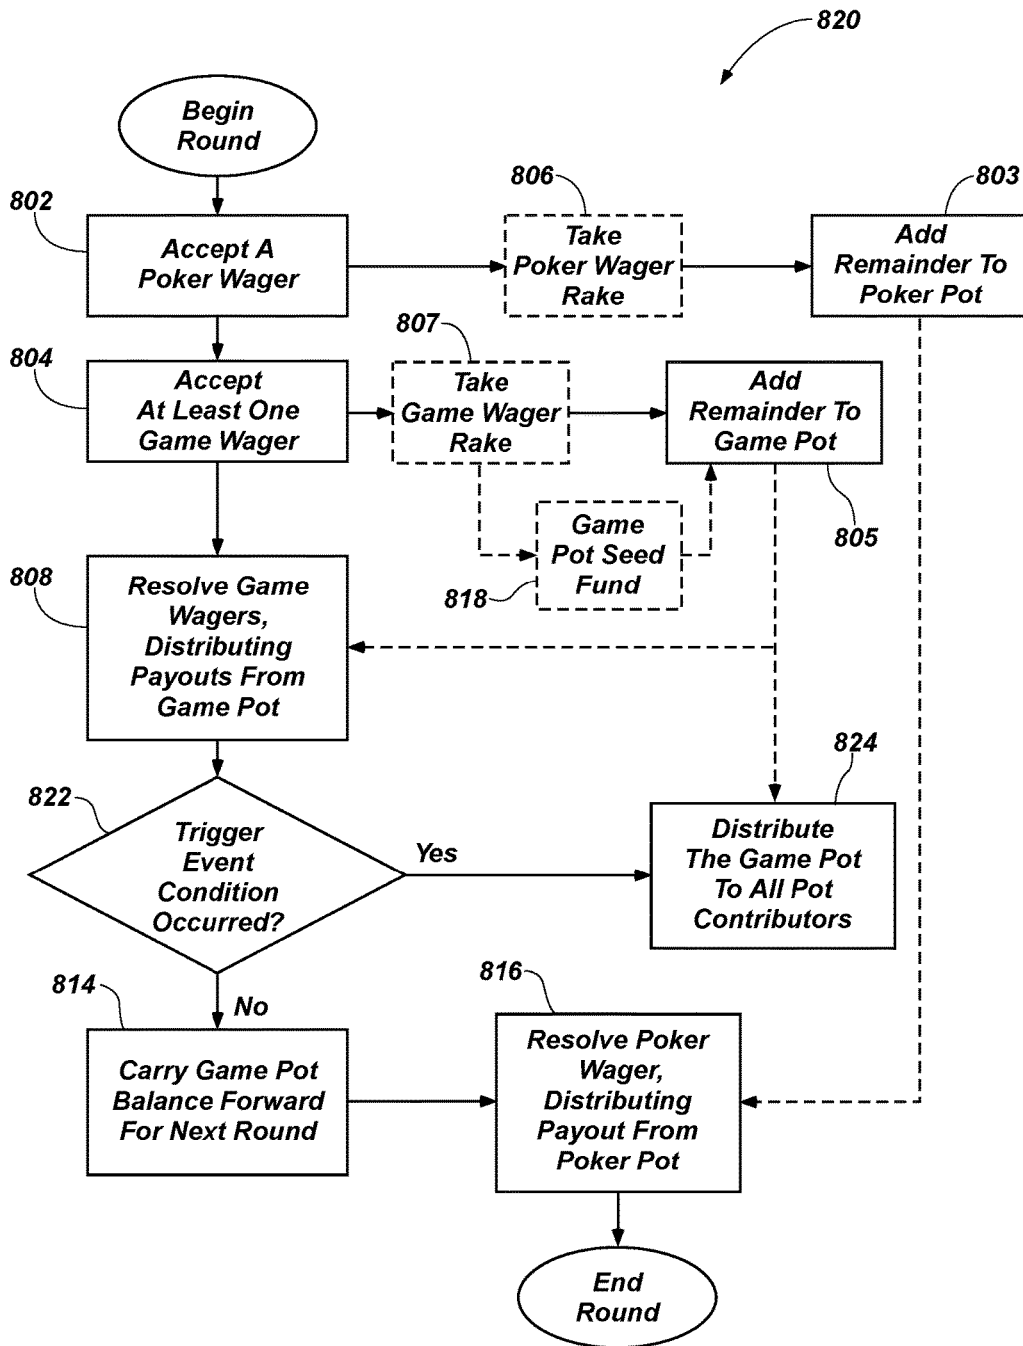 820
Begin
Round
802
Accept A
Poker Wager
806
Take
Poker Wager
Rake
803
Add
Remainder To
Poker Pot
804
Accept
At Least One
Game Wager
807
Take
Game Wager
Rake
Add
Remainder To
Game Pot
805
Game
Pot Seed
Fund
818
808
Resolve Game
Wagers,
Distributing
Payouts From
Game Pot
822
Trigger
Event
Condition
Occurred?
Yes
824
Distribute
The Game Pot
To All Pot
Contributors
No
814
Carry Game Pot
Balance Forward
For Next Round
816
Resolve Poker
Wager,
Distributing
Payout From
Poker Pot
End
Round